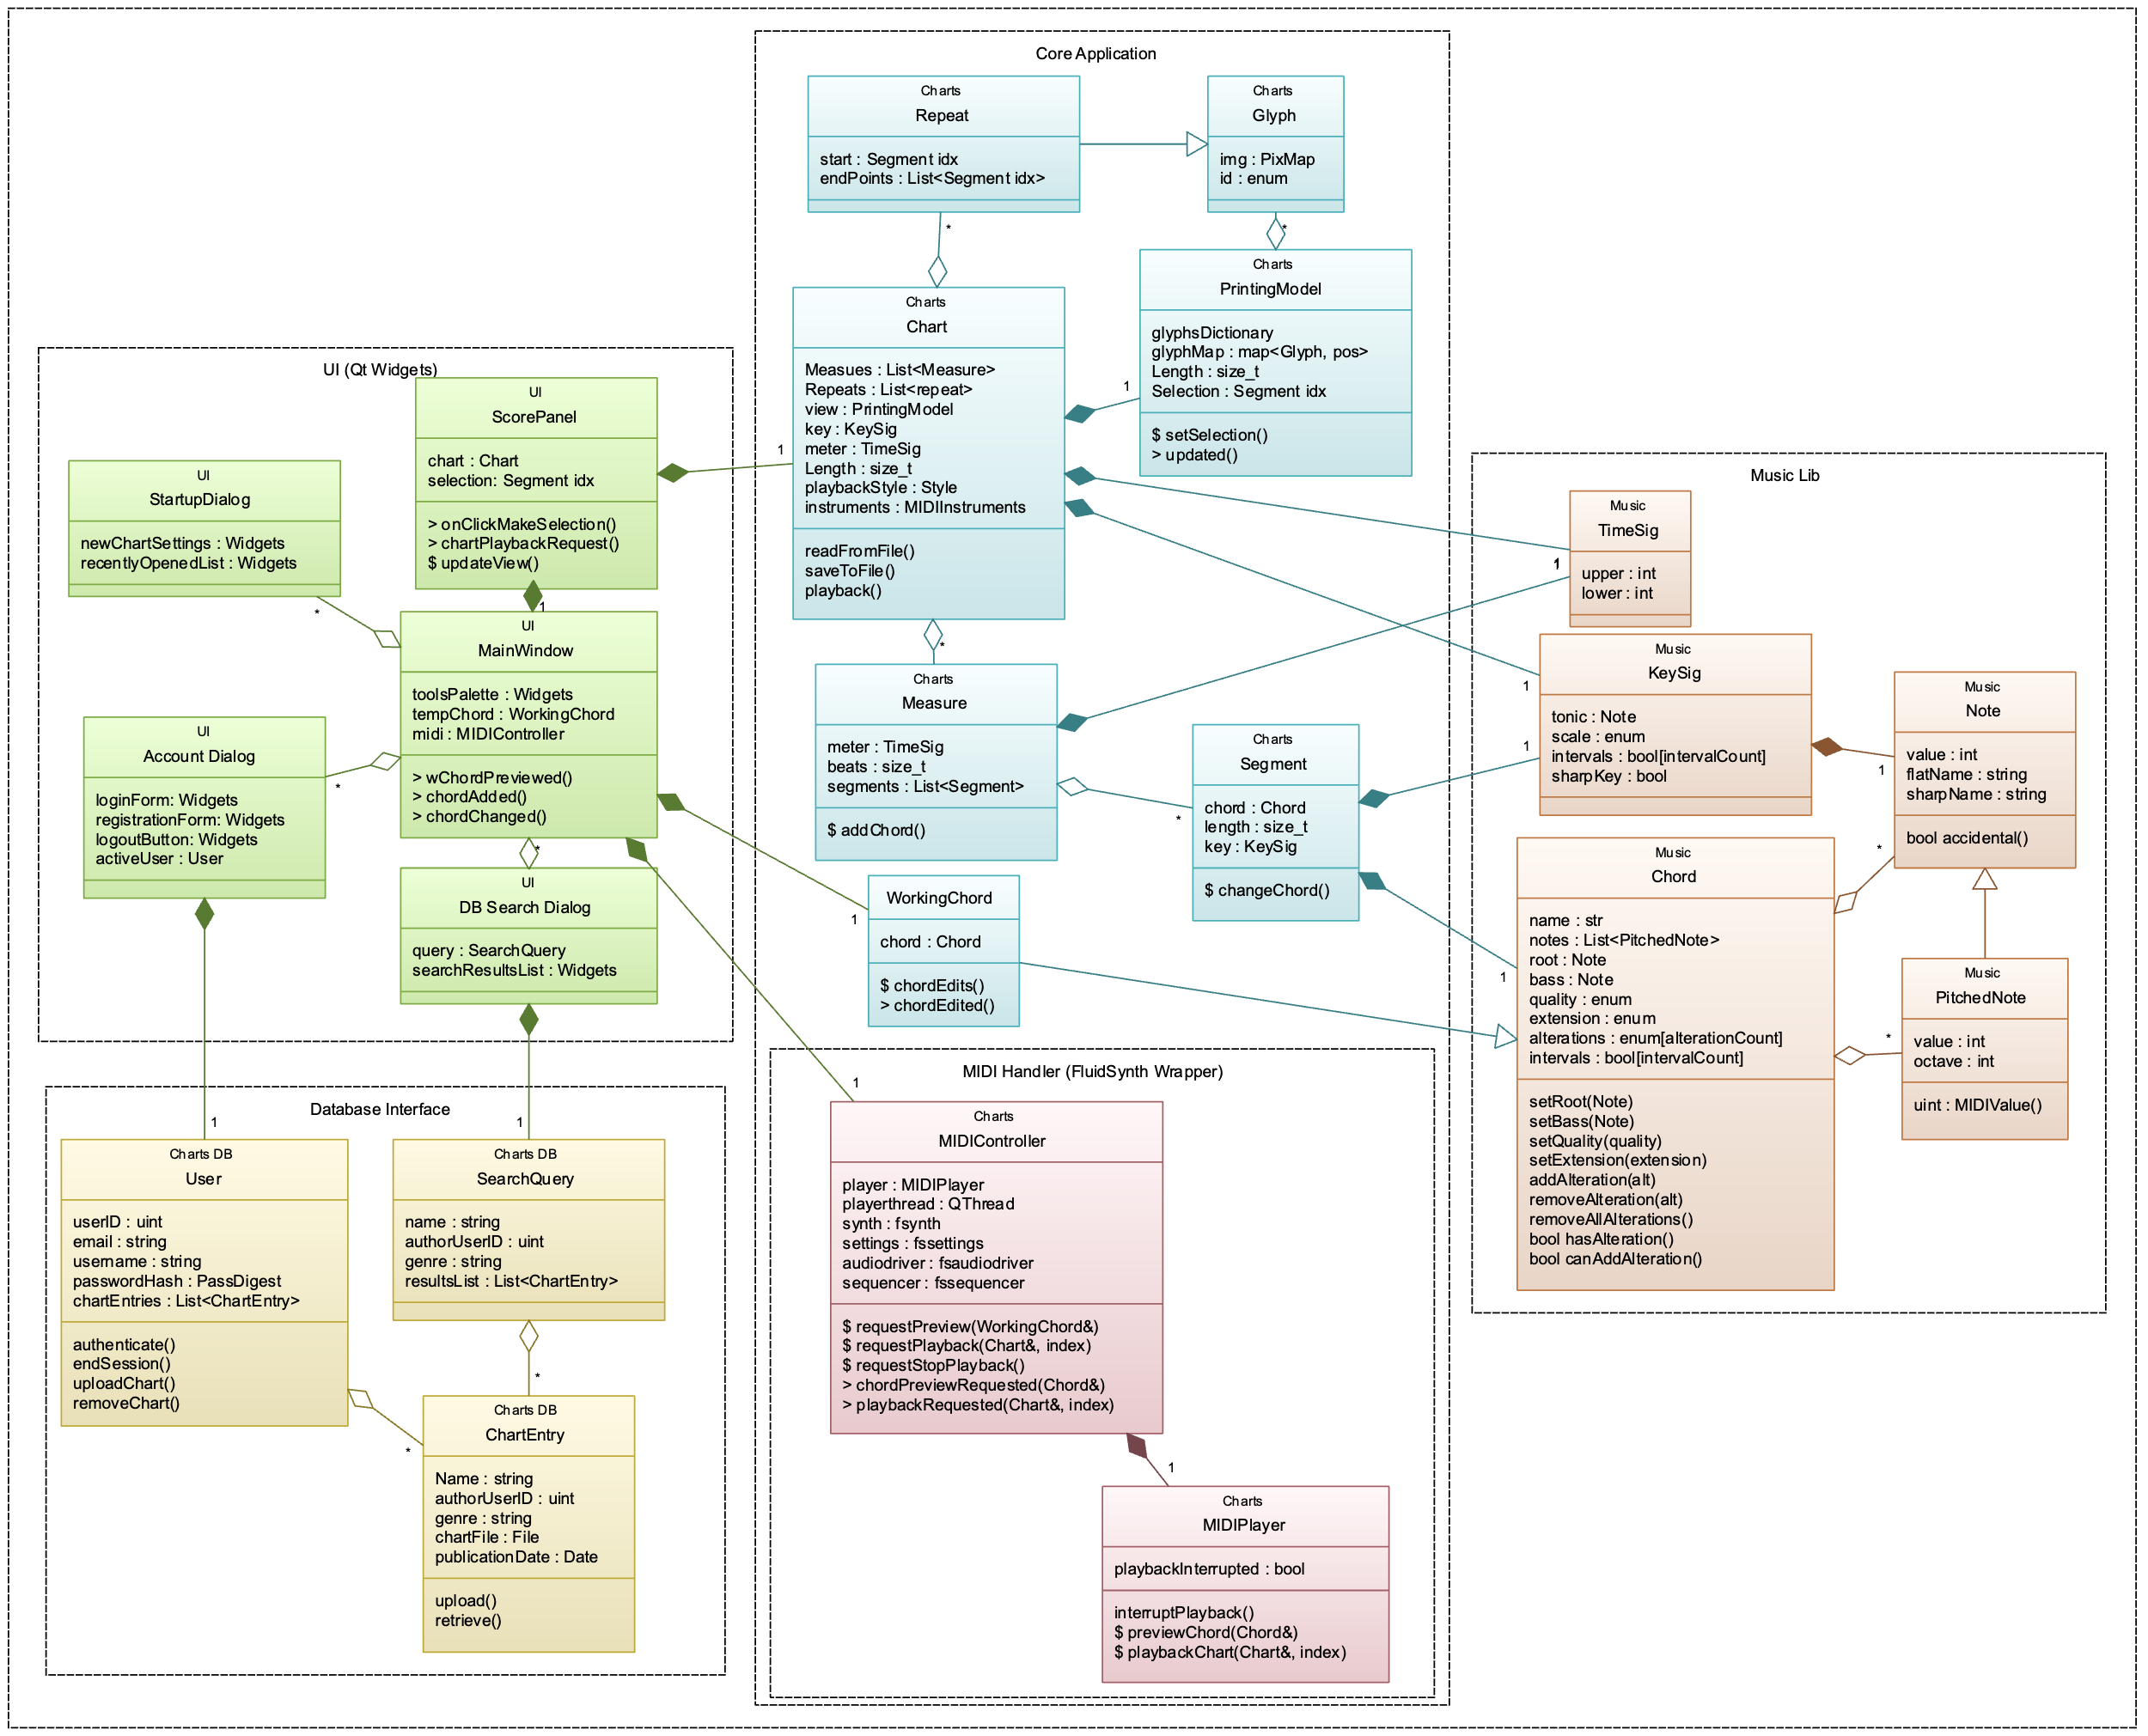 Core Application
Charts
Repeat
start : Segment idx
endPoints : List<Segment idx>
*
Charts
Glyph
img : PixMap
id : enum
*
Charts
PrintingModel
glyphsDictionary
glyphMap : map<Glyph, pos>
Length : size_t
Selection : Segment idx
$ setSelection()
> updated()
1
Charts
Chart
Measues : List<Measure>
Repeats : List<repeat>
view : PrintingModel
key : KeySig
meter : TimeSig
Length : size_t
playbackStyle : Style
instruments : MIDIInstruments
readFromFile()
saveToFile()
playback()
1
*
Charts
Measure
meter : TimeSig
beats : size_t
segments : List<Segment>
$ addChord()
*
Charts
Segment
chord : Chord
length : size_t
key : KeySig
$ changeChord()
WorkingChord
chord : Chord
$ chordEdits()
> chordEdited()
1
UI (Qt Widgets)
UI
ScorePanel
chart : Chart
selection: Segment idx
> onClickMakeSelection()
> chartPlaybackRequest()
$ updateView()
1
UI
StartupDialog
newChartSettings : Widgets
recentlyOpenedList : Widgets
*
UI
MainWindow
toolsPalette : Widgets
tempChord : WorkingChord
midi : MIDIController
> wChordPreviewed()
> chordAdded()
> chordChanged()
UI
Account Dialog
loginForm: Widgets
registrationForm: Widgets
logoutButton: Widgets
activeUser : User
*
*
UI
DB Search Dialog
query : SearchQuery
searchResultsList : Widgets
Database Interface
1
Charts DB
User
userID : uint
email : string
username : string
passwordHash : PassDigest
chartEntries : List<ChartEntry>
authenticate()
endSession()
uploadChart()
removeChart()
1
Charts DB
SearchQuery
name : string
authorUserID : uint
genre : string
resultsList : List<ChartEntry>
*
*
Charts DB
ChartEntry
Name : string
authorUserID : uint
genre : string
chartFile : File
publicationDate : Date
upload()
retrieve()
MIDI Handler (FluidSynth Wrapper)
1
Charts
MIDIController
player : MIDIPlayer
playerthread : QThread
synth : fsynth
settings : fssettings
audiodriver : fsaudiodriver
sequencer : fssequencer
$ requestPreview(WorkingChord&)
$ requestPlayback(Chart&, index)
$ requestStopPlayback()
> chordPreviewRequested(Chord&)
> playbackRequested(Chart&, index)
1
Charts
MIDIPlayer
playbackInterrupted : bool
interruptPlayback()
$ previewChord(Chord&)
$ playbackChart(Chart&, index)
Music Lib
Music
TimeSig
upper : int
lower : int
1
1
Music
KeySig
tonic : Note
scale : enum
intervals : bool[intervalCount]
sharpKey : bool
1
1
Music
Note
value : int
flatName : string
sharpName : string
bool accidental()
1
*
Music
Chord
name : str
notes : List<PitchedNote>
root : Note
bass : Note
quality : enum
extension : enum
alterations : enum[alterationCount]
intervals : bool[intervalCount]
setRoot(Note)
setBass(Note)
setQuality(quality)
setExtension(extension)
addAlteration(alt)
removeAlteration(alt)
removeAllAlterations()
bool hasAlteration()
bool canAddAlteration()
1
Music
PitchedNote
value : int
octave : int
uint : MIDIValue()
*